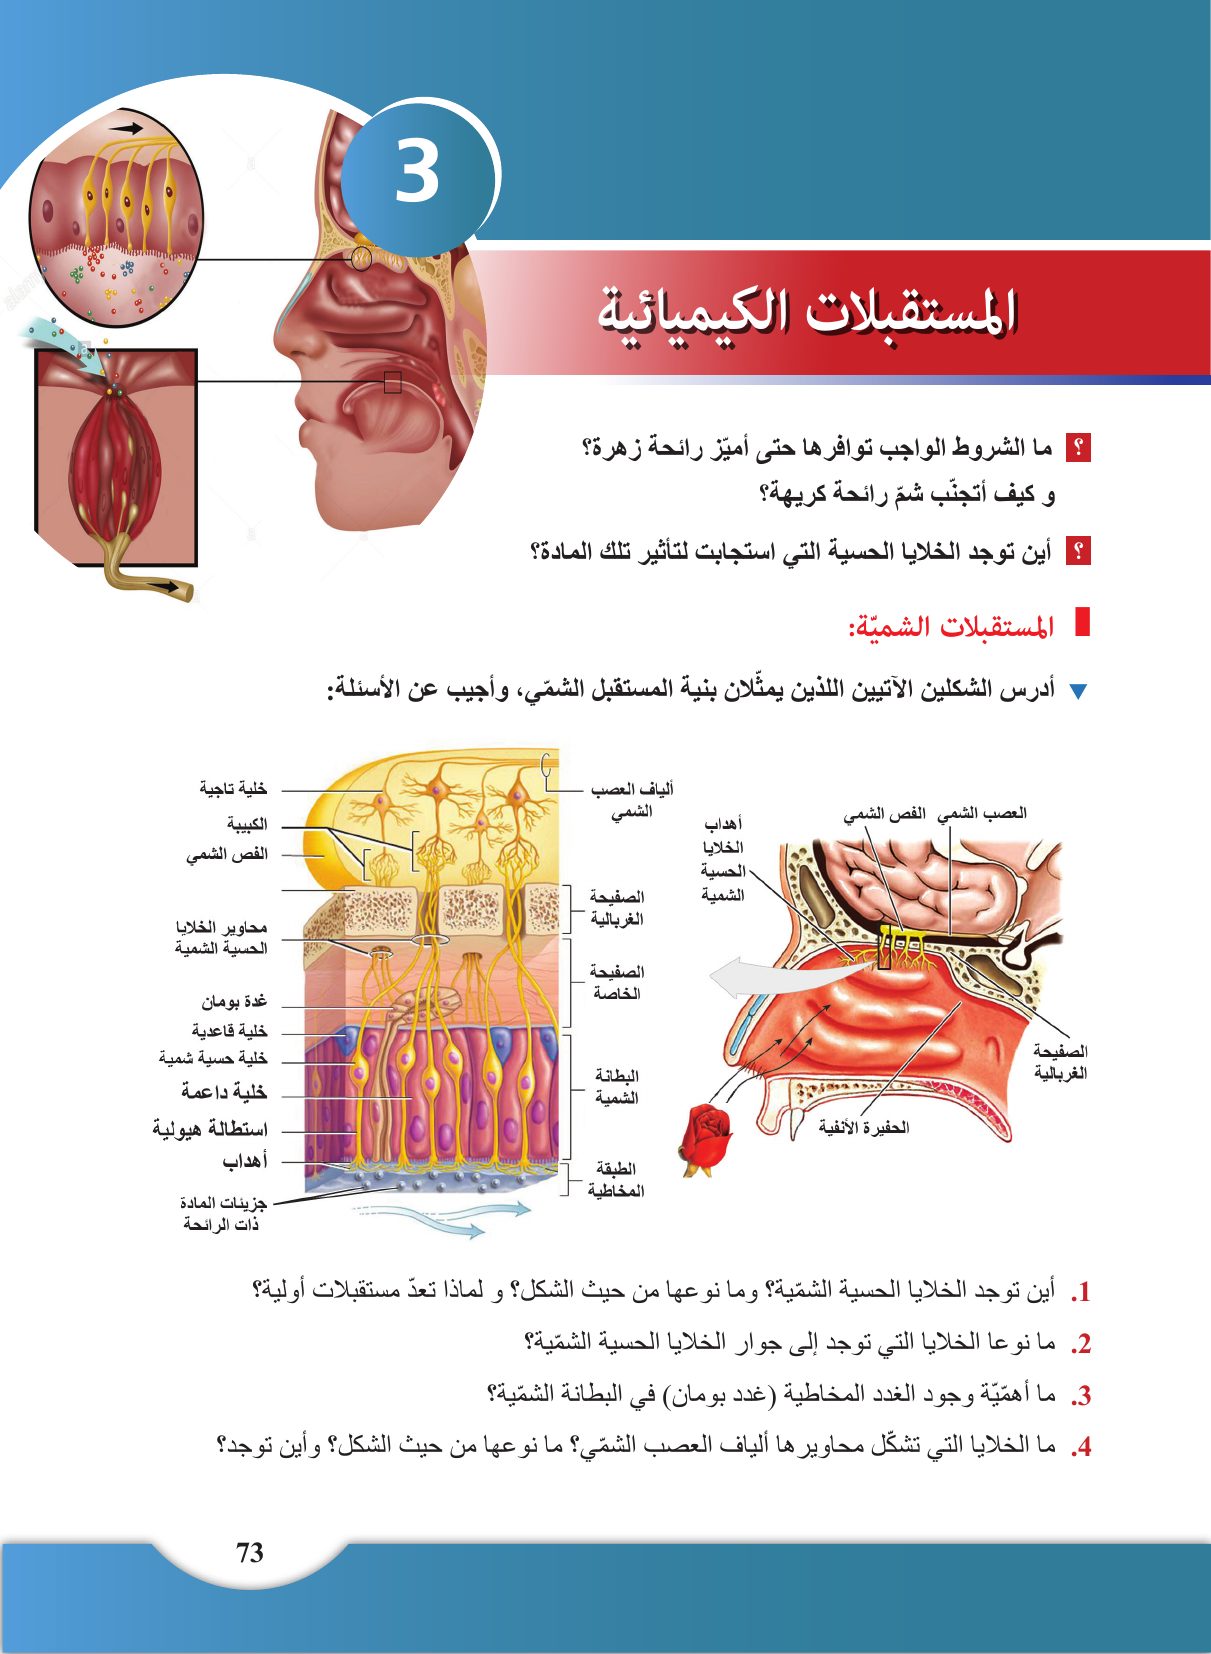 3
المستقبلات الكيميائية
؟ ما الشروط الواجب توافرها حتى أميّز رائحة زهرة؟
و كيف أتجنّب شمّ رائحة كريهة؟
؟ أين توجد الخلايا الحسية التي استجابت لتأثير تلك المادة؟
المستقبلات الشميّة:
أدرس الشكلين الآتيين اللذين يمثّلان بنية المستقبل الشمّي، وأجيب عن الأسئلة:
العصب الشمي
الفص الشمي
أهداب
الخلايا
الحسية
الشمية
الصفيحة
الغربالية
الحفيرة الأنفية
ألياف العصب
الشمي
الصفيحة
الغربالية
الصفيحة
الخاصة
البطانة
الشمية
الطبقة
المخاطية
خلية تاجية
الكبيبة
الفص الشمي
محاوير الخلايا
الحسية الشمية
غدة بومان
خلية قاعدية
خلية حسية شمية
خلية داعمة
استطالة هيولية
أهداب
جزيئات المادة
ذات الرائحة
1. أين توجد الخلايا الحسية الشمّية؟ وما نوعها من حيث الشكل؟ و لماذا تعدّ مستقبلات أولية؟
2. ما نوعا الخلايا التي توجد إلى جوار الخلايا الحسية الشمّية؟
3. ما أهمّيّة وجود الغدد المخاطية (غدد بومان) في البطانة الشمّية؟
4. ما الخلايا التي تشكّل محاويرها ألياف العصب الشمّي؟ ما نوعها من حيث الشكل؟ وأين توجد؟
73